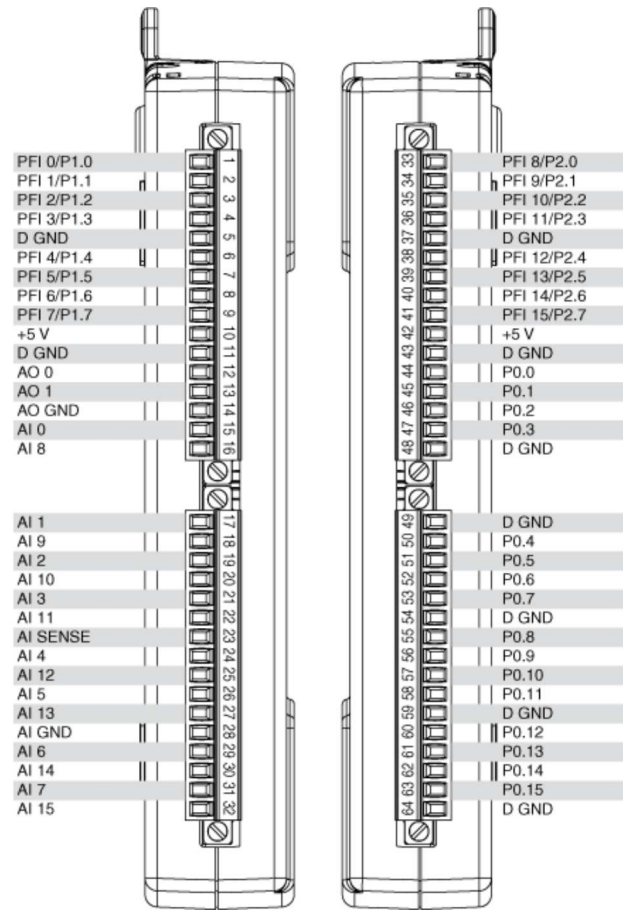 PFI 0/P1.0 1
PFI 1/P1.1 2
PFI 2/P1.2 3
PFI 3/P1.3 4
D GND 5
PFI 4/P1.4 6
PFI 5/P1.5 7
PFI 6/P1.6 8
PFI 7/P1.7 9
+5 V 10
D GND 11
AO 0 12
AO 1 13
AO GND 14
AI 0 15
AI 8 16
AI 1 17
AI 9 18
AI 2 19
AI 10 20
AI 3 21
AI 11 22
AI SENSE 23
AI 4 24
AI 12 25
AI 5 26
AI 13 27
AI GND 28
AI 6 29
AI 14 30
AI 7 31
AI 15 32
33 PFI 8/P2.0
34 PFI 9/P2.1
35 PFI 10/P2.2
36 PFI 11/P2.3
37 D GND
38 PFI 12/P2.4
39 PFI 13/P2.5
40 PFI 14/P2.6
41 PFI 15/P2.7
42 +5 V
43 D GND
44 P0.0
45 P0.1
46 P0.2
47 P0.3
48 D GND
49 D GND
50 P0.4
51 P0.5
52 P0.6
53 P0.7
54 D GND
55 P0.8
56 P0.9
57 P0.10
58 P0.11
59 D GND
60 P0.12
61 P0.13
62 P0.14
63 P0.15
64 D GND